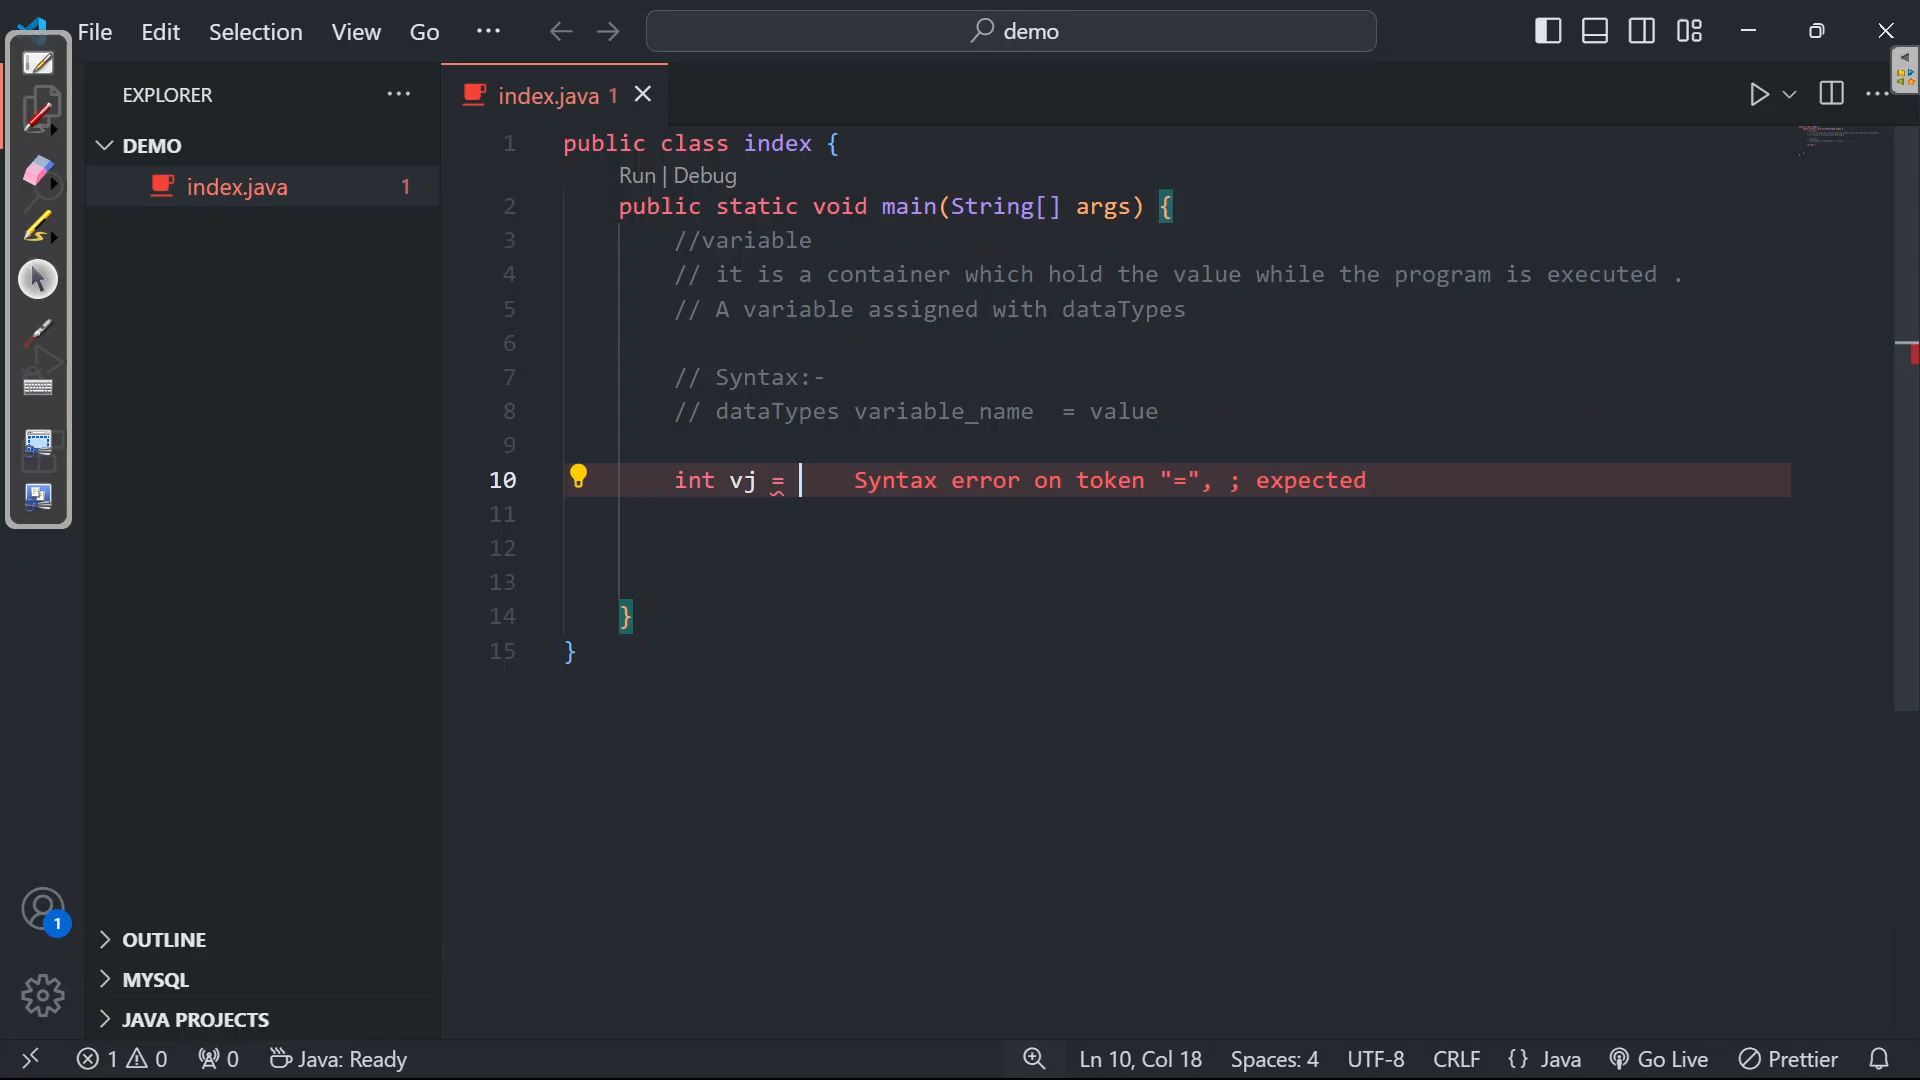 File Edit Selection View Go ··· demo
EXPLORER ···
index.java 1
DEMO
index.java 1
1 public class index {
Run | Debug
2 public static void main(String[] args) {
3 //variable
4 // it is a container which hold the value while the program is executed .
5 // A variable assigned with dataTypes
6
7 // Syntax:-
8 // dataTypes variable_name  = value
9
10 int vj = Syntax error on token "=", ; expected
11
12
13
14 }
15 }
1
OUTLINE
MYSQL
JAVA PROJECTS
1 0 0 Java: Ready Ln 10, Col 18 Spaces: 4 UTF-8 CRLF {} Java Go Live Prettier